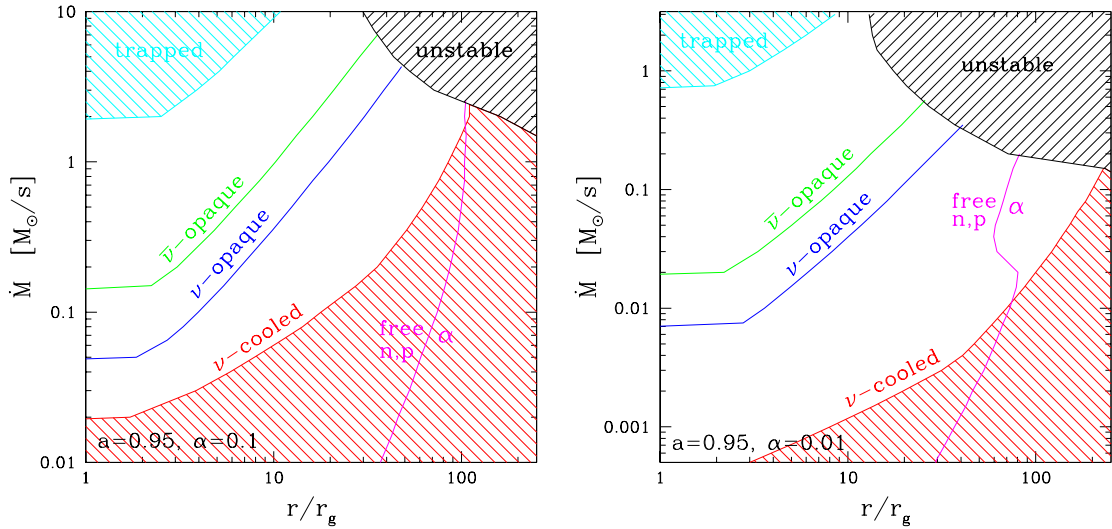 10
trapped
unstable
ν̅−opaque
ν−opaque
1
Ṁ [M⊙/s]
0.1
ν−cooled
free α
n,p
a=0.95, α=0.1
0.01
1
10
100
r/rg
trapped
unstable
1
ν̅−opaque
ν−opaque
0.1
free α
n,p
Ṁ [M⊙/s]
0.01
ν−cooled
0.001
a=0.95, α=0.01
1
10
100
r/rg